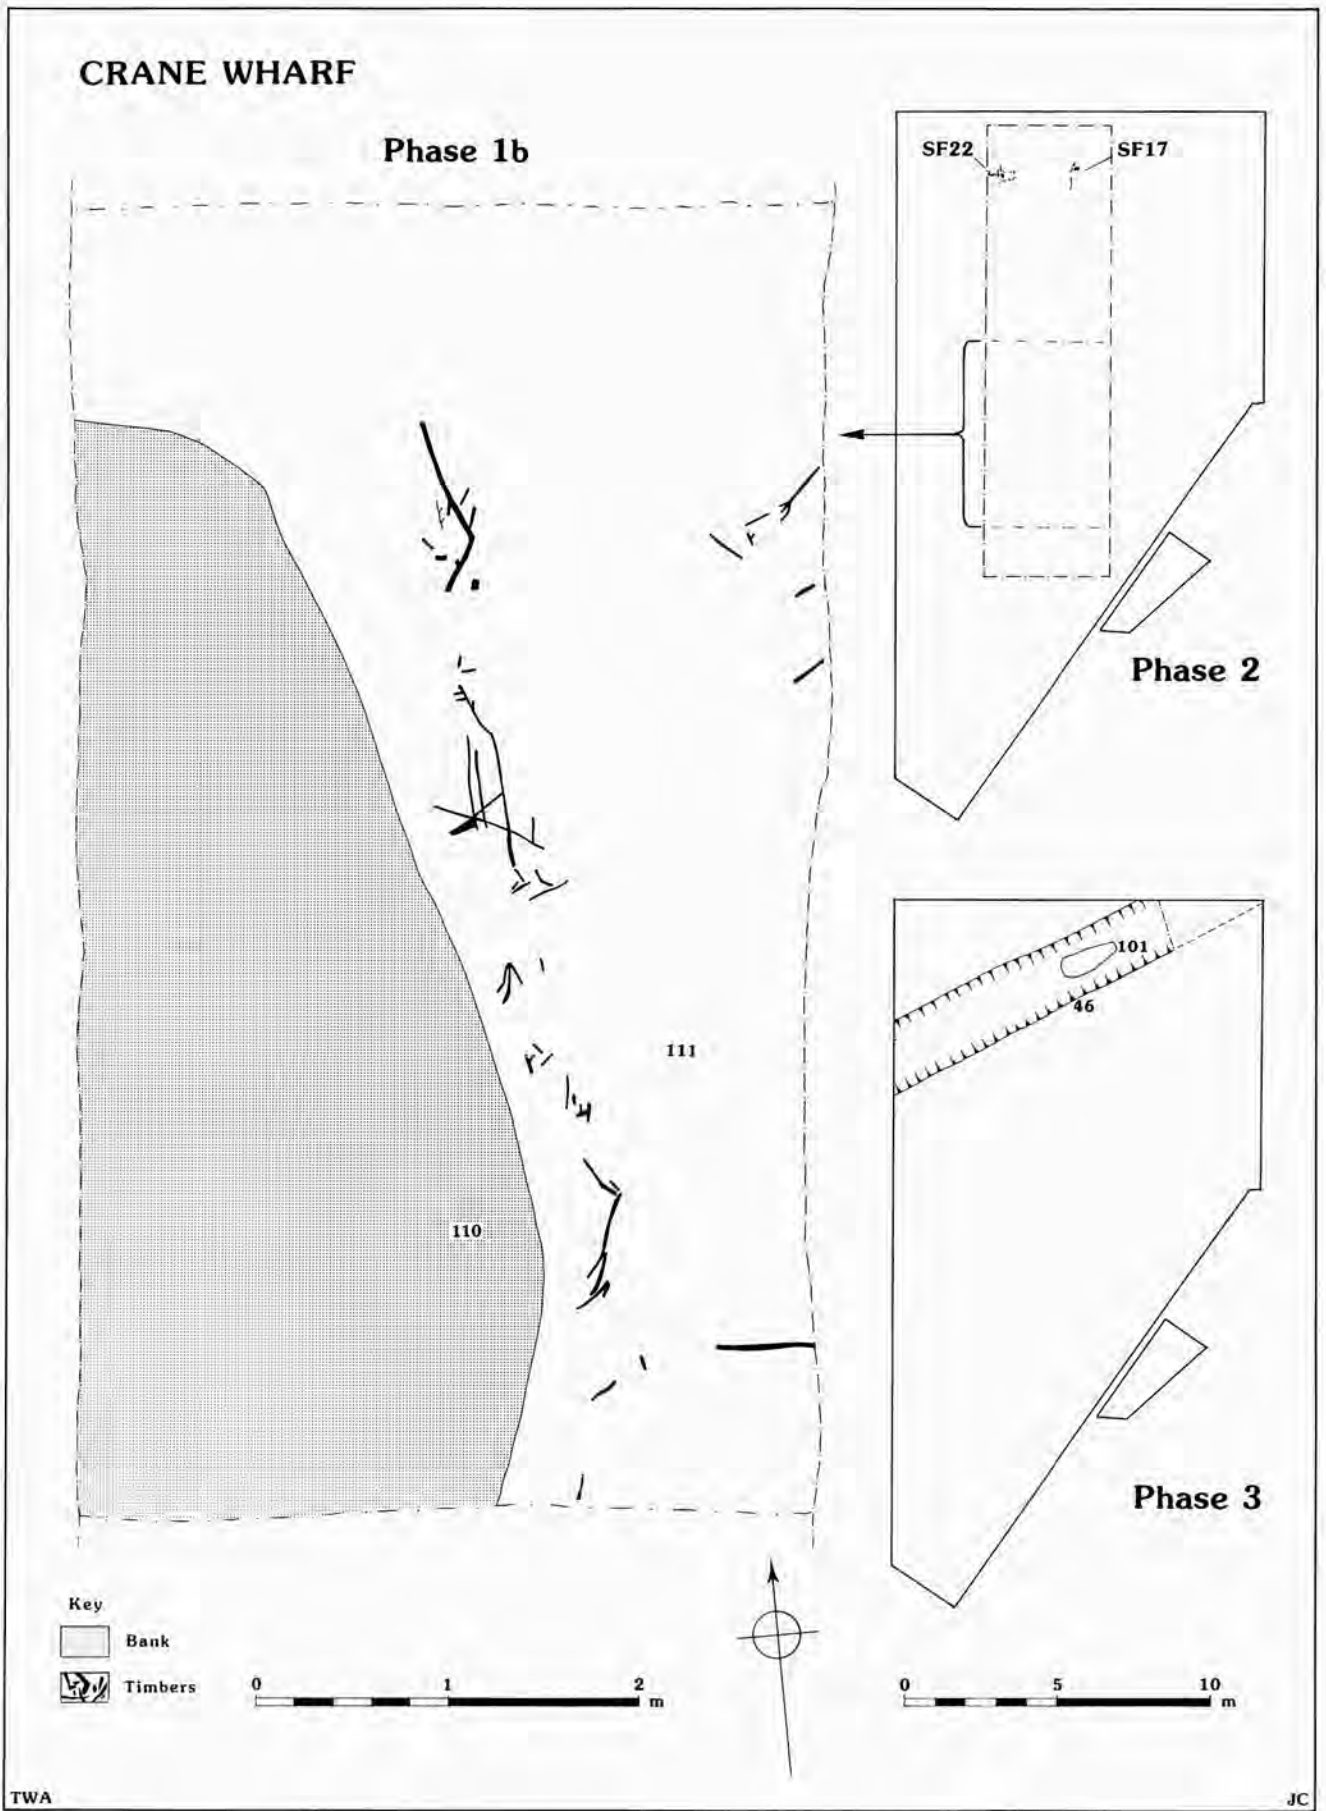 CRANE WHARF
Phase 1b
SF22
SF17
Phase 2
101
46
111
110
Phase 3
Key
Bank
Timbers
0 1 2 m
0 5 10 m
TWA
JC